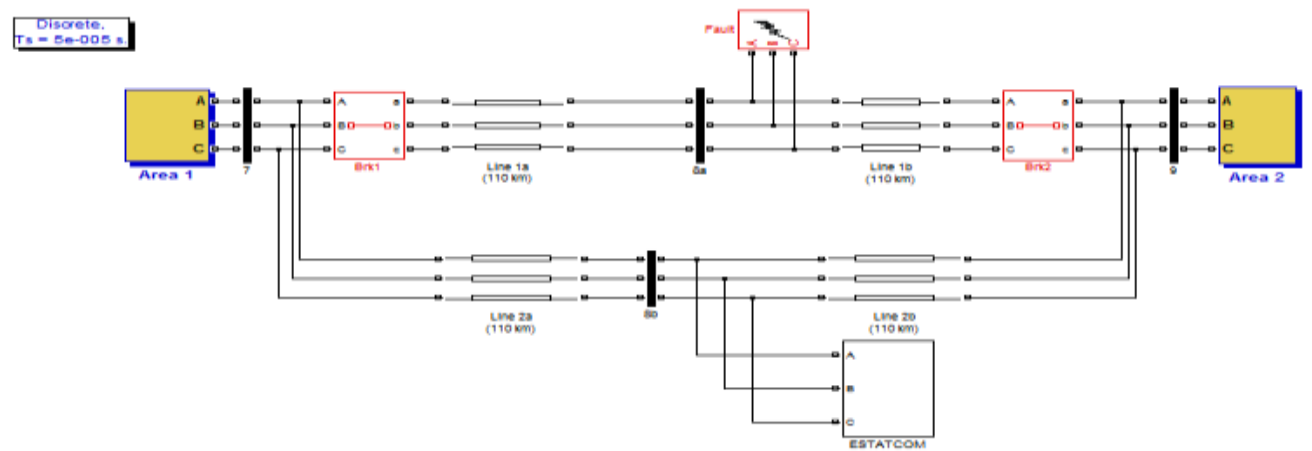 Discrete,
Ts = 5e-005 s.
Fault
A B C
A
B
C
Area 1
7
A a
B b
C c
Brk1
Line 1a
(110 km)
8a
Line 1b
(110 km)
A a
B b
C c
Brk2
9
A
B
C
Area 2
Line 2a
(110 km)
8b
Line 2b
(110 km)
A
B
C
ESTATCOM